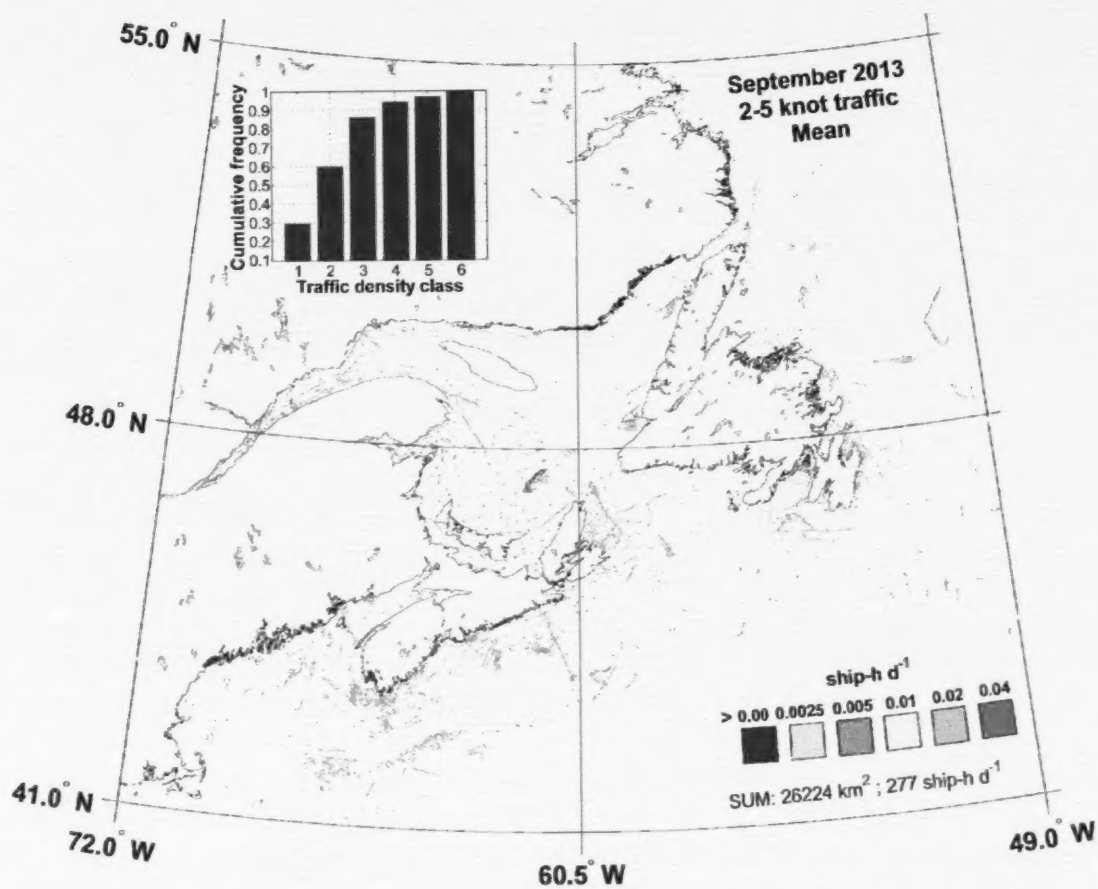 55.0° N
September 2013
2-5 knot traffic
Mean
Cumulative frequency
1
0.9
0.8
0.7
0.6
0.5
0.4
0.3
0.2
0.1
1 2 3 4 5 6
Traffic density class
48.0° N
ship-h d⁻¹
> 0.00 0.0025 0.005 0.01 0.02 0.04
SUM: 26224 km² ; 277 ship-h d⁻¹
41.0° N
72.0° W
60.5° W
49.0° W